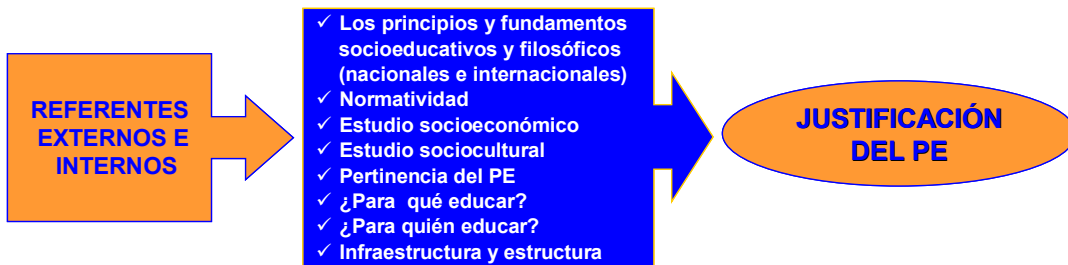 REFERENTES
EXTERNOS E
INTERNOS
✓ Los principios y fundamentos
socioeducativos y filosóficos
(nacionales e internacionales)
✓ Normatividad
✓ Estudio socioeconómico
✓ Estudio sociocultural
✓ Pertinencia del PE
✓ ¿Para qué educar?
✓ ¿Para quién educar?
✓ Infraestructura y estructura
JUSTIFICACIÓN
DEL PE